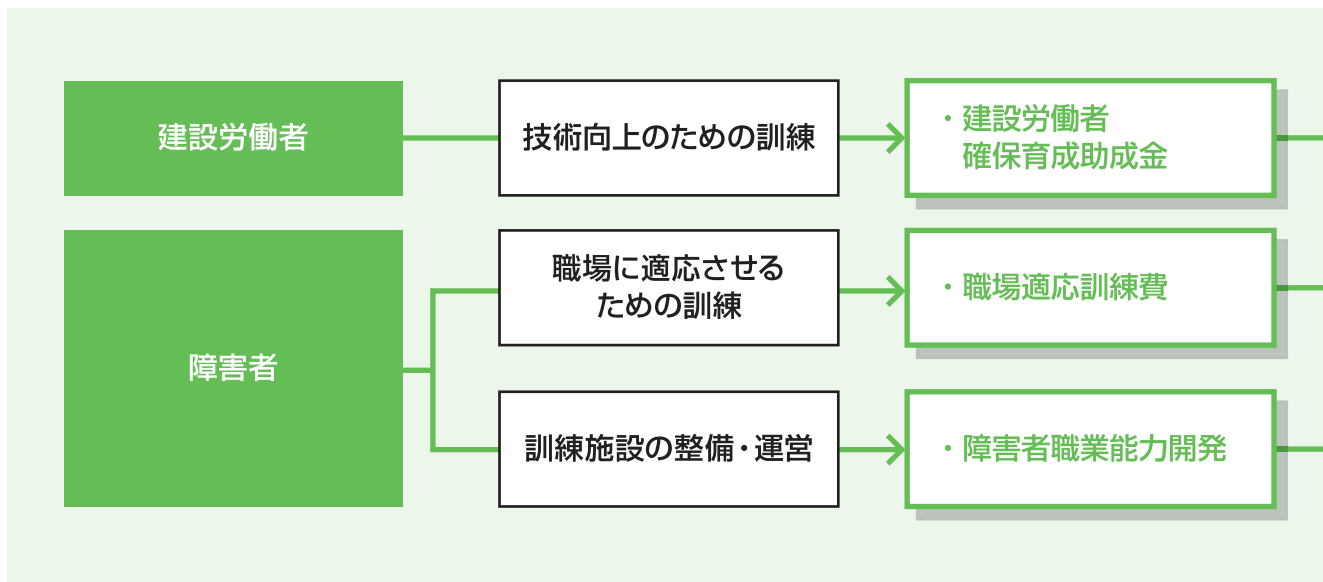 建設労働者
技術向上のための訓練
・建設労働者
確保育成助成金
障害者
職場に適応させる
ための訓練
・職場適応訓練費
訓練施設の整備・運営
・障害者職業能力開発